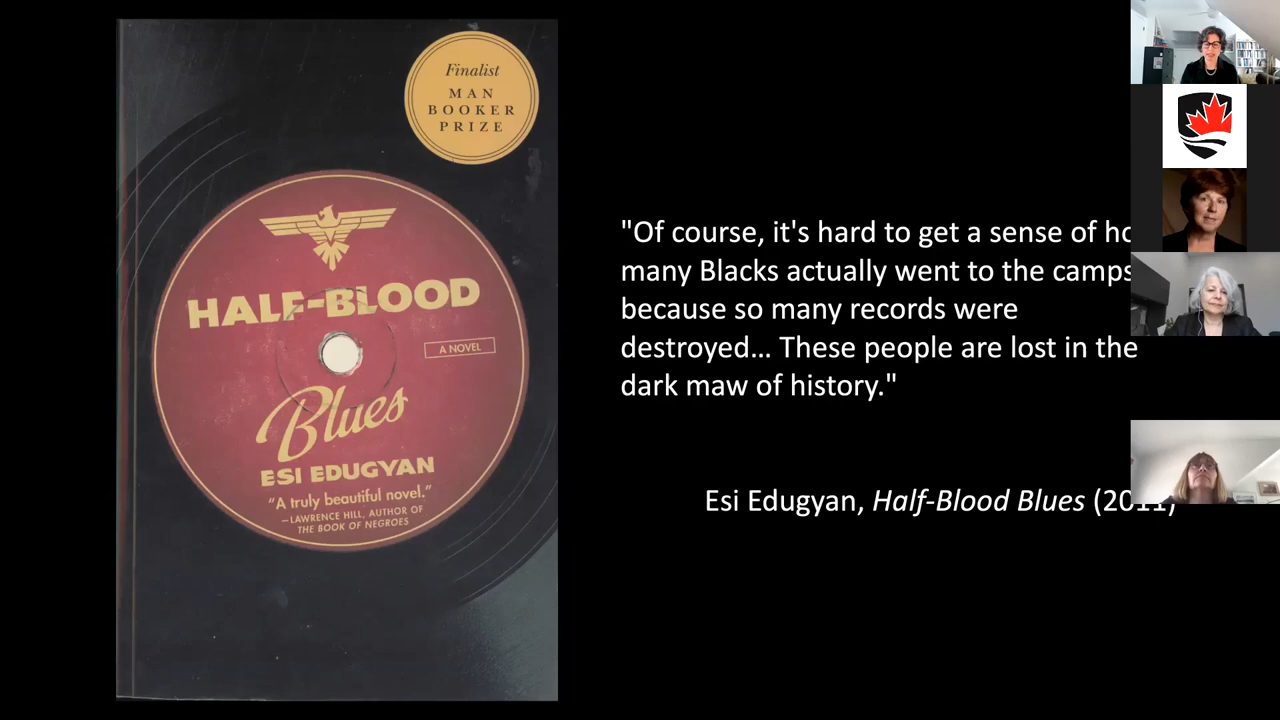 Finalist
MAN
BOOKER
PRIZE
HALF-BLOOD
A NOVEL
Blues
ESI EDUGYAN
“A truly beautiful novel.”
—LAWRENCE HILL, AUTHOR OF
THE BOOK OF NEGROES
"Of course, it's hard to get a sense of
many Blacks actually went to the camps
because so many records were
destroyed... These people are lost in the
dark maw of history."
Esi Edugyan, Half-Blood Blues (2011)